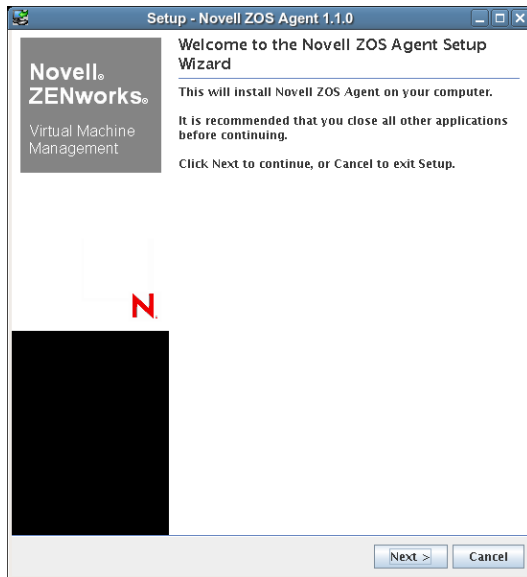 Setup - Novell ZOS Agent 1.1.0
Novell®
ZENworks®
Virtual Machine
Management
Welcome to the Novell ZOS Agent Setup
Wizard
This will install Novell ZOS Agent on your computer.
It is recommended that you close all other applications
before continuing.
Click Next to continue, or Cancel to exit Setup.
N®
Next >
Cancel